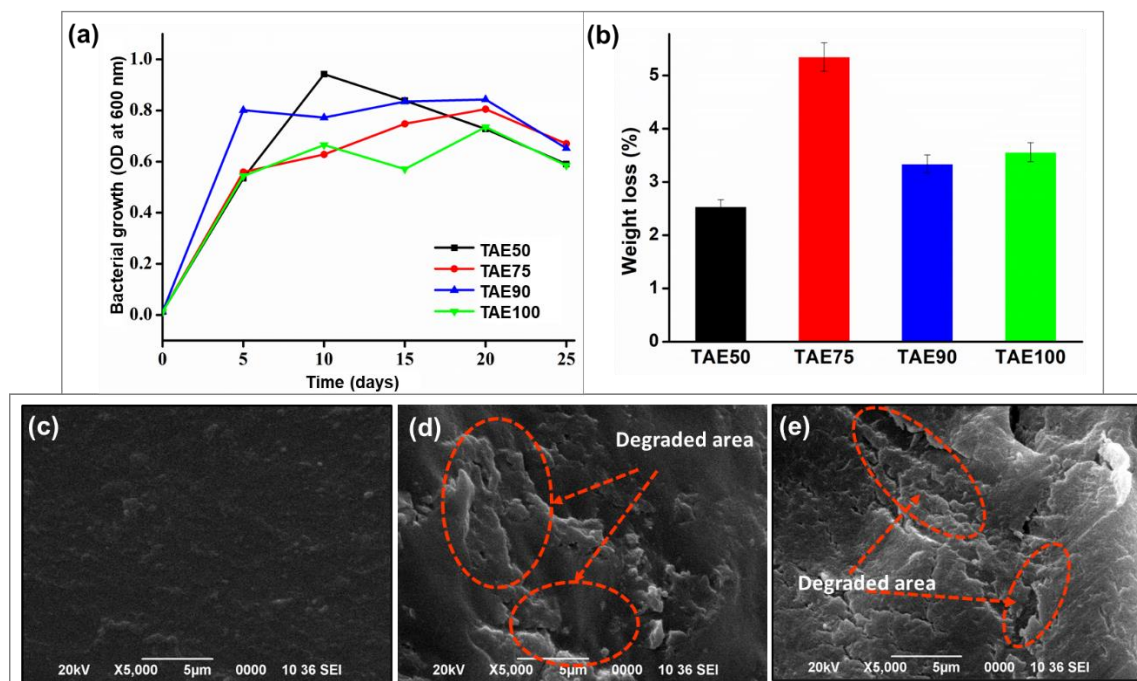 (a)
Bacterial growth (OD at 600 nm)
1.0
0.8
0.6
0.4
0.2
0.0
TAE50
TAE75
TAE90
TAE100
0 5 10 15 20 25
Time (days)
(b)
Weight loss (%)
5
4
3
2
1
0
TAE50 TAE75 TAE90 TAE100
(c)
20kV X5,000 5µm 0000 10 36 SEI
(d)
Degraded area
20kV X5,000 5µm 0000 10 36 SEI
(e)
Degraded area
20kV X5,000 5µm 0000 10 36 SEI